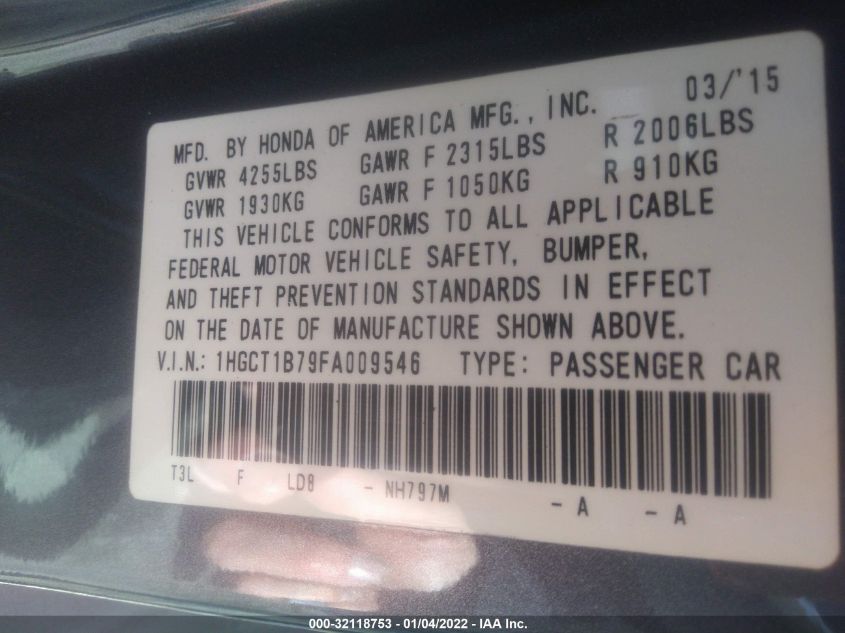 MFD. BY HONDA OF AMERICA MFG., INC. 03/'15
GVWR 4255LBS GAWR F 2315LBS R 2006LBS
GVWR 1930KG GAWR F 1050KG R 910KG
THIS VEHICLE CONFORMS TO ALL APPLICABLE
FEDERAL MOTOR VEHICLE SAFETY, BUMPER,
AND THEFT PREVENTION STANDARDS IN EFFECT
ON THE DATE OF MANUFACTURE SHOWN ABOVE.
V.I.N.: 1HGCT1B79FA009546 TYPE: PASSENGER CAR
T3L F LD8 - NH797M - A - A
000-32118753 - 01/04/2022 - IAA Inc.